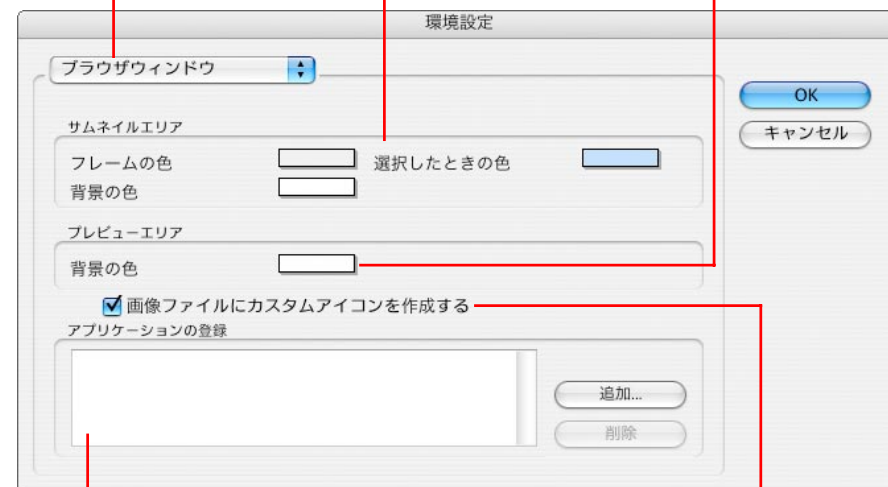 環境設定
ブラウザウィンドウ
OK
キャンセル
サムネイルエリア
フレームの色 選択したときの色
背景の色
プレビューエリア
背景の色
画像ファイルにカスタムアイコンを作成する
アプリケーションの登録
追加...
削除